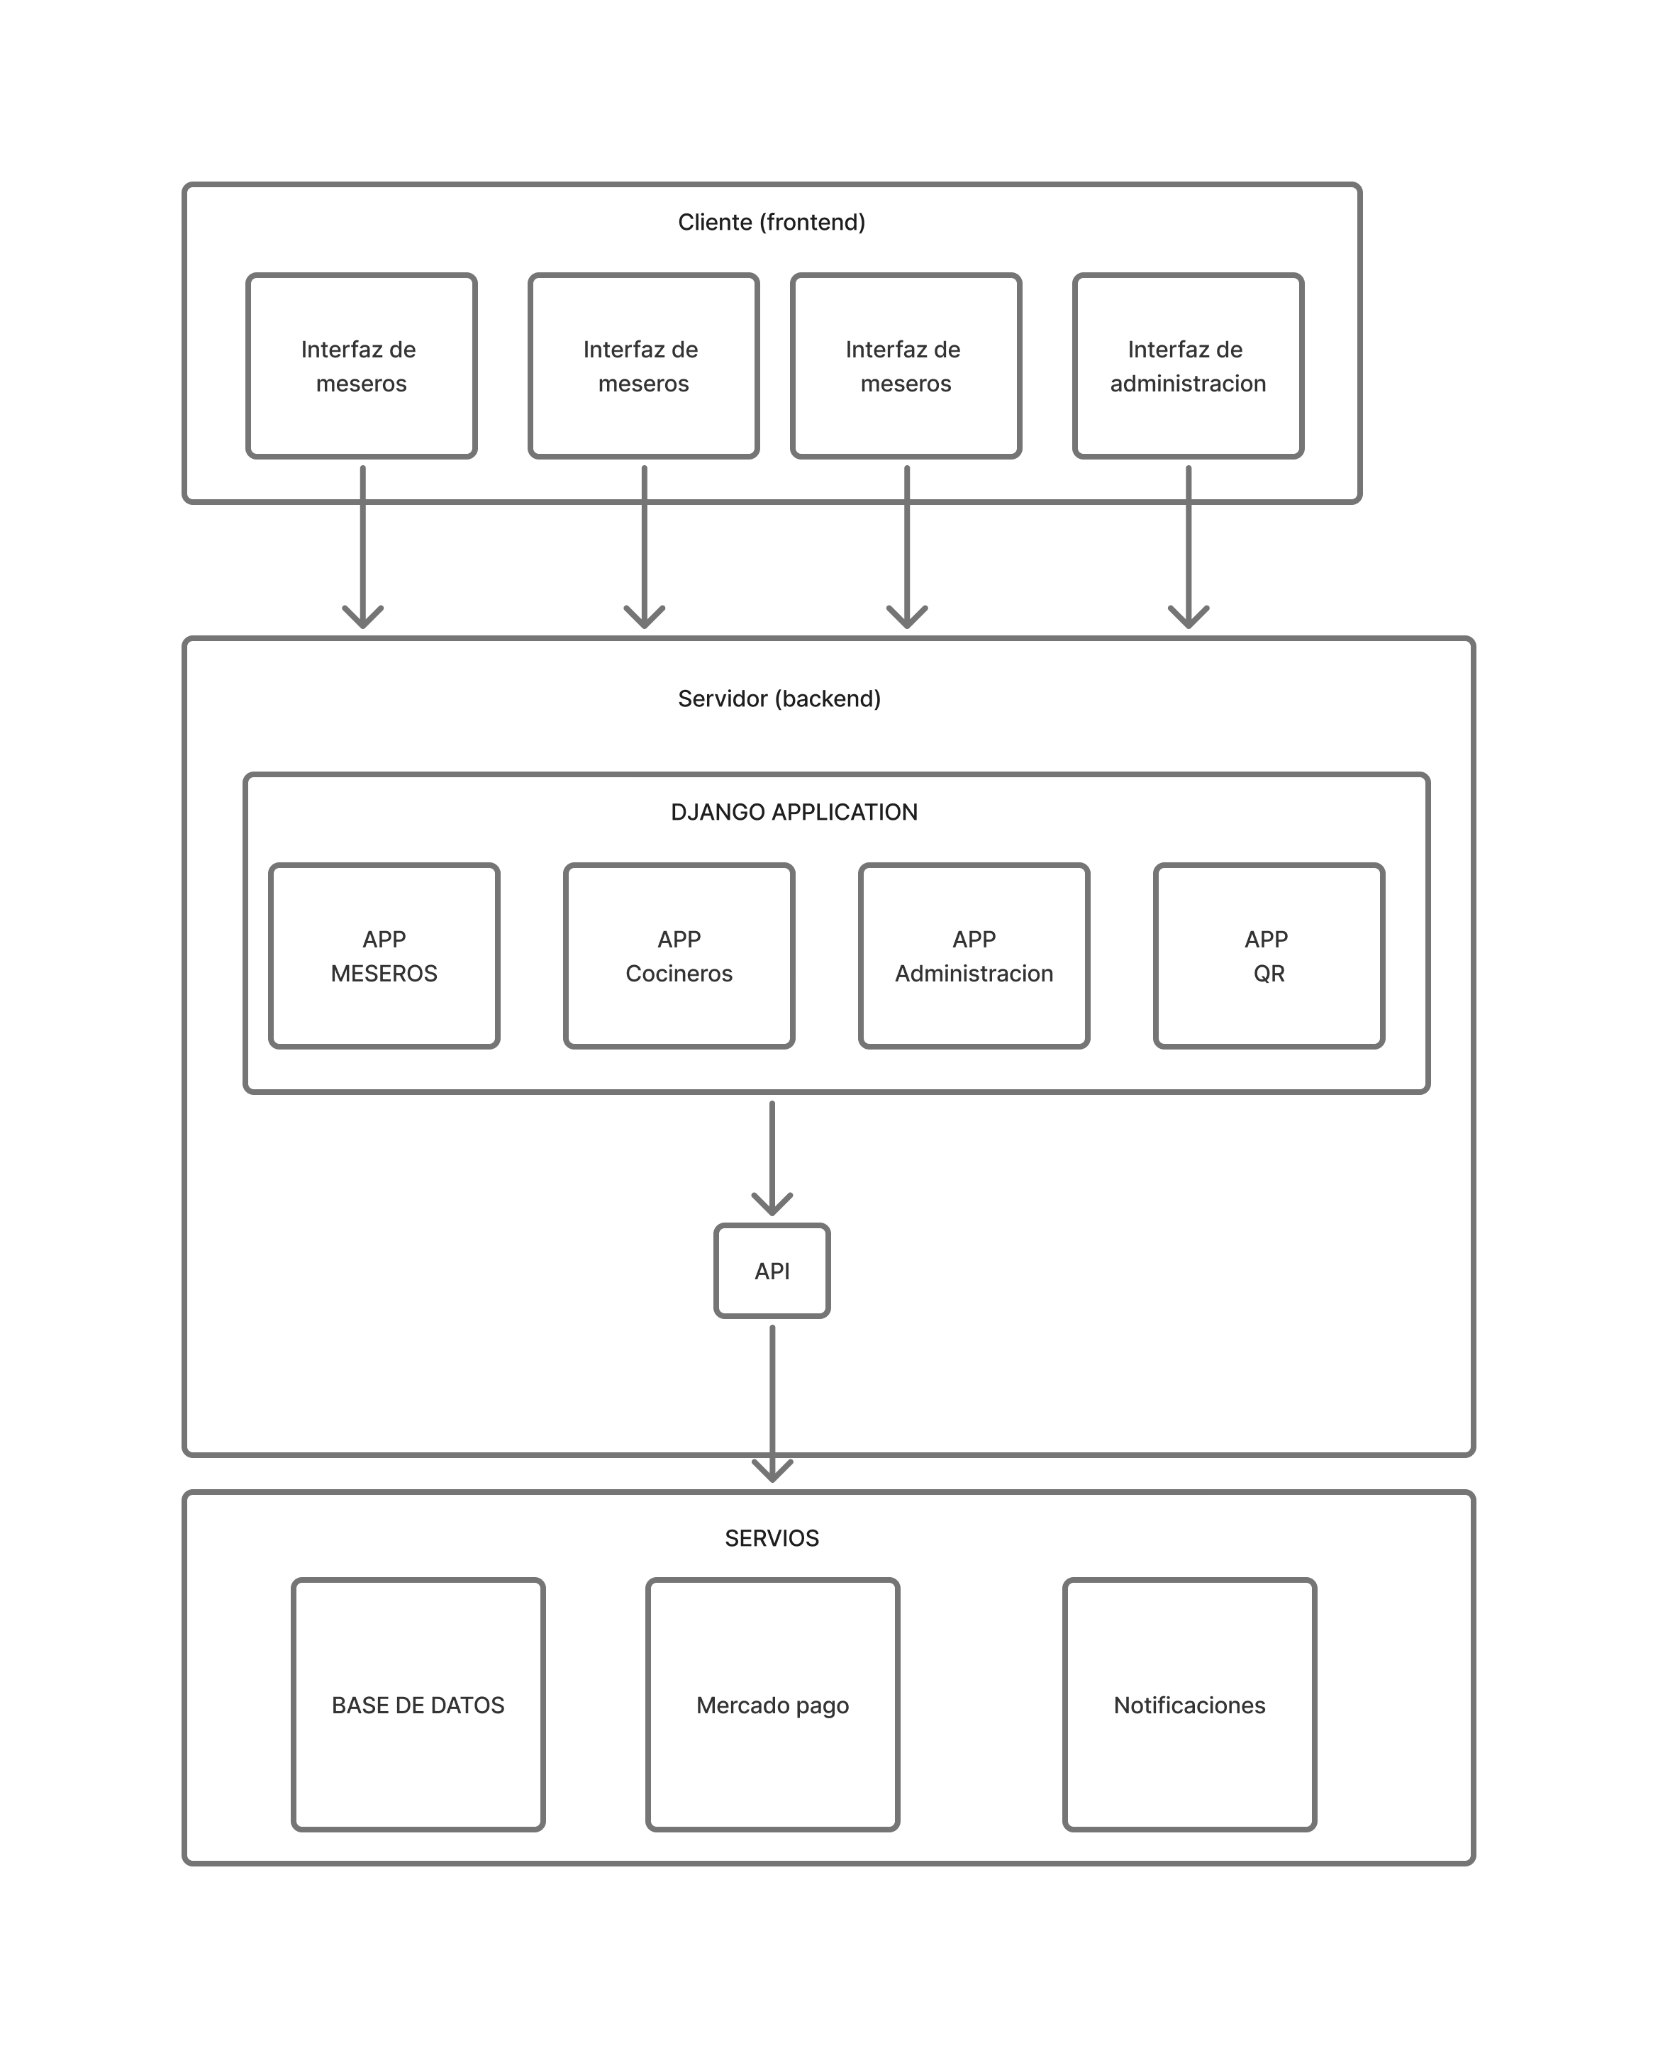 Cliente (frontend)
Interfaz de
meseros
Interfaz de
meseros
Interfaz de
meseros
Interfaz de
administracion
Servidor (backend)
DJANGO APPLICATION
APP
MESEROS
APP
Cocineros
APP
Administracion
APP
QR
API
SERVIOS
BASE DE DATOS
Mercado pago
Notificaciones